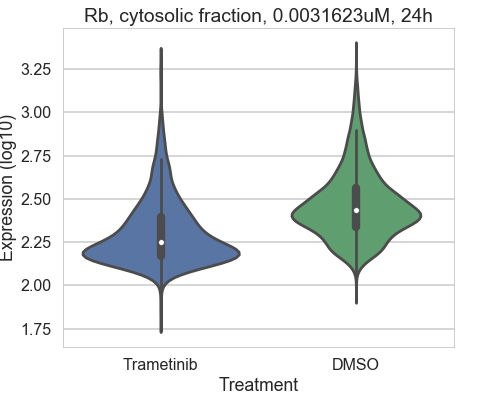 Rb, cytosolic fraction, 0.0031623uM, 24h
Expression (log10)
3.25
3.00
2.75
2.50
2.25
2.00
1.75
Trametinib DMSO
Treatment